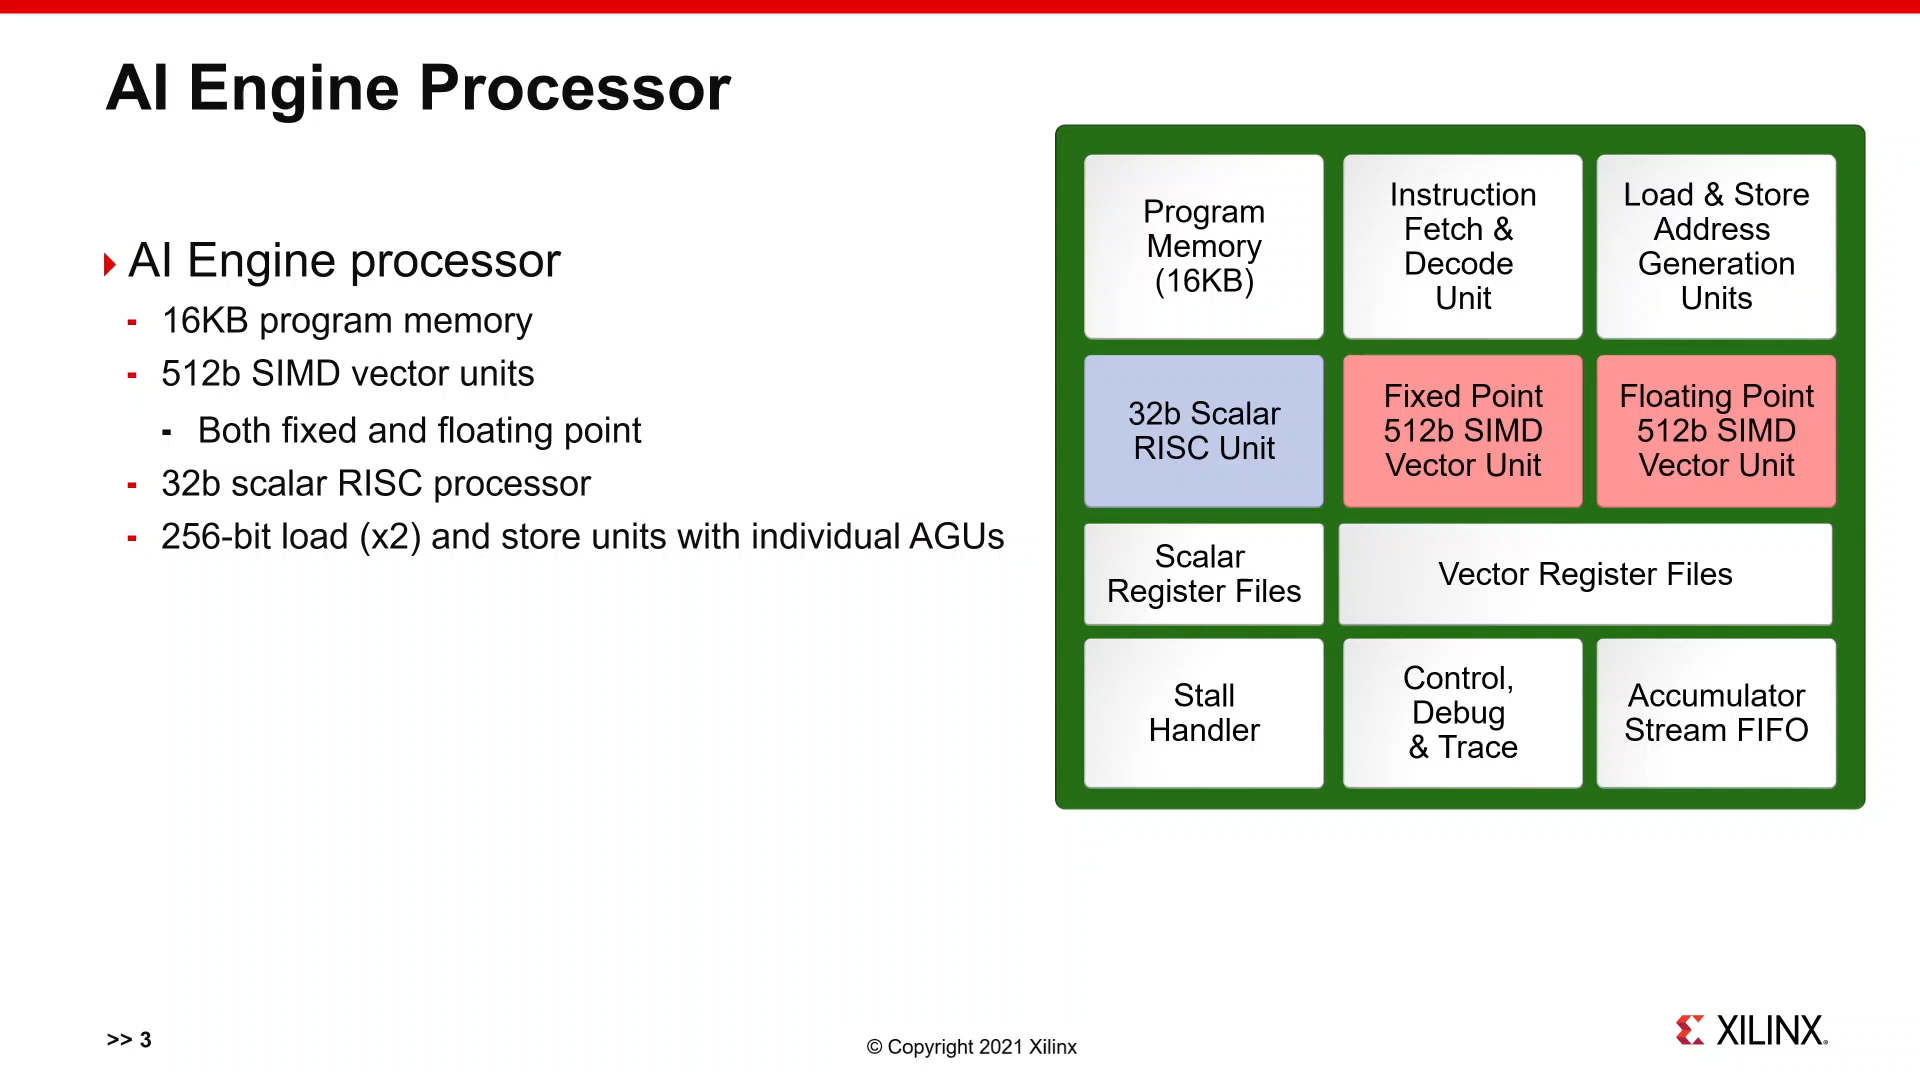 AI Engine Processor
AI Engine processor
- 16KB program memory
- 512b SIMD vector units
- Both fixed and floating point
- 32b scalar RISC processor
- 256-bit load (x2) and store units with individual AGUs
Program
Memory
(16KB)
Instruction
Fetch &
Decode
Unit
Load & Store
Address
Generation
Units
32b Scalar
RISC Unit
Fixed Point
512b SIMD
Vector Unit
Floating Point
512b SIMD
Vector Unit
Scalar
Register Files
Vector Register Files
Stall
Handler
Control,
Debug
& Trace
Accumulator
Stream FIFO
>> 3
© Copyright 2021 Xilinx
XILINX.